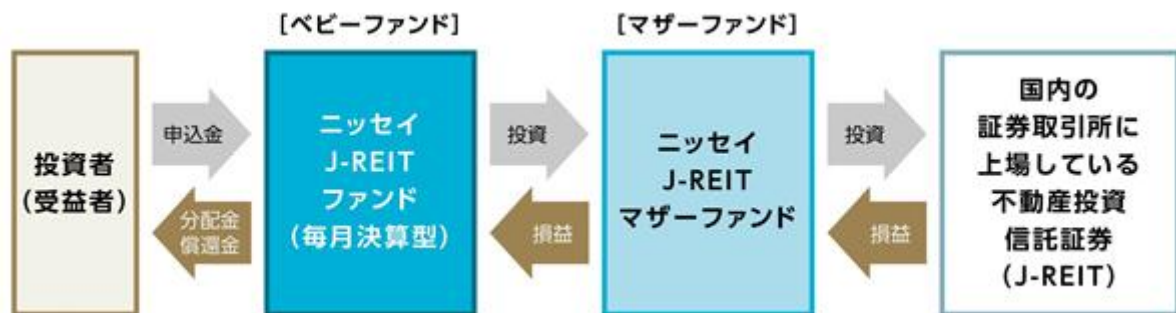 [ベビーファンド]
[マザーファンド]
投資者
(受益者)
申込金
分配金
償還金
ニッセイ
J-REIT
ファンド
(毎月決算型)
投資
損益
ニッセイ
J-REIT
マザーファンド
投資
損益
国内の
証券取引所に
上場している
不動産投資
信託証券
(J-REIT)